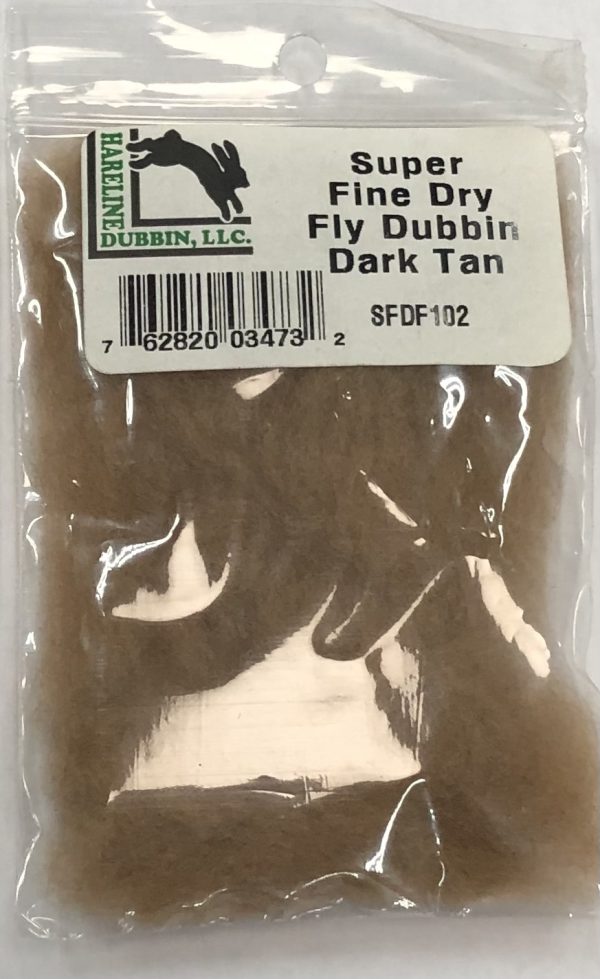 HARELINE
DUBBIN, LLC.
Super
Fine Dry
Fly Dubbin
Dark Tan
SFDF102
7 62820 03473 2